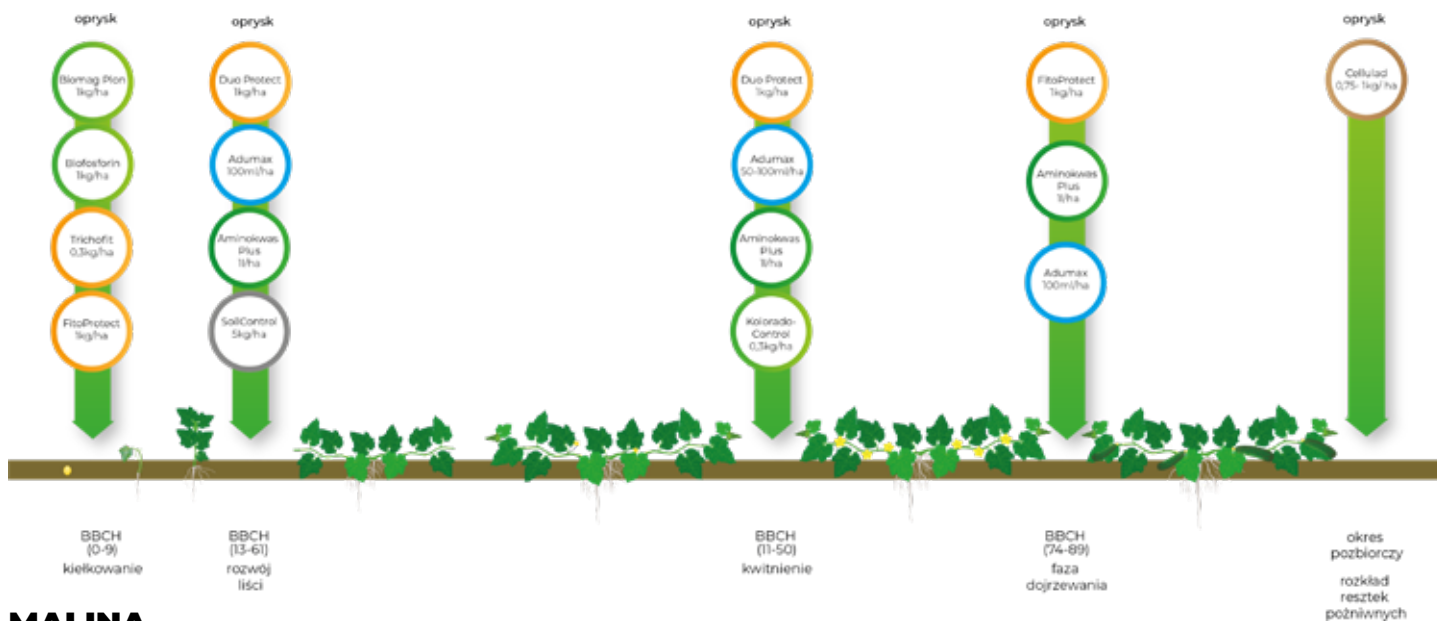 oprysk
Biomag Plon
1kg/ha
Biofosforin
1kg/ha
Trichofit
0,3kg/ha
FitoProtect
1kg/ha
BBCH
(0-9)
kiełkowanie
oprysk
Duo Protect
1kg/ha
Adumax
100ml/ha
Aminokwas
Plus
1l/ha
SoilControl
5kg/ha
BBCH
(13-61)
rozwój
liści
oprysk
Duo Protect
1kg/ha
Adumax
50-100ml/ha
Aminokwas
Plus
1l/ha
Kolorado-
Control
0,3kg/ha
BBCH
(11-50)
kwitnienie
oprysk
FitoProtect
1kg/ha
Aminokwas
Plus
1l/ha
Adumax
100ml/ha
BBCH
(74-89)
faza
dojrzewania
oprysk
Cellulad
0,75- 1kg/ha
okres
pozbiorczy
rozkład
resztek
pożniwnych
MALINA